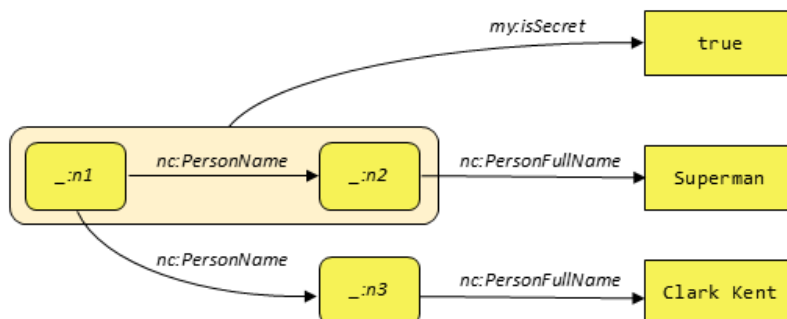 my:isSecret
true
_:n1
nc:PersonName
_:n2
nc:PersonFullName
Superman
nc:PersonName
_:n3
nc:PersonFullName
Clark Kent